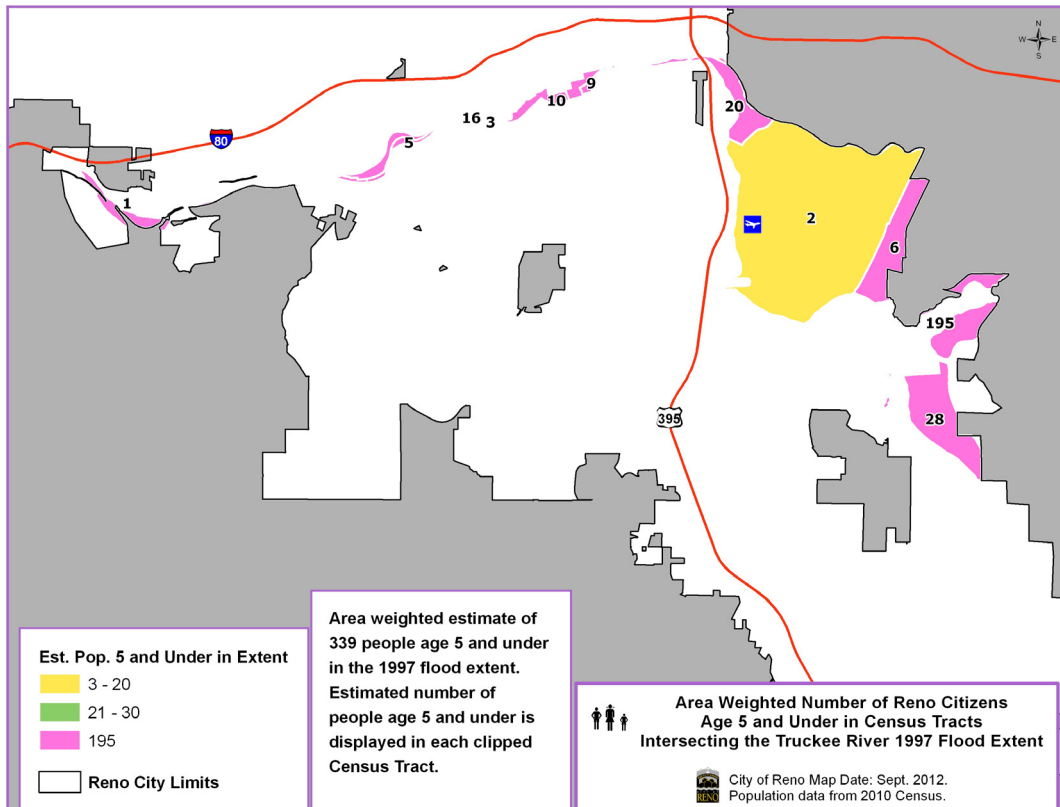 N
W E
S
9
10
16 3
20
80
5
1
2
6
195
28
395
Est. Pop. 5 and Under in Extent
3 - 20
21 - 30
195
Reno City Limits
Area weighted estimate of
339 people age 5 and under
in the 1997 flood extent.
Estimated number of
people age 5 and under is
displayed in each clipped
Census Tract.
Area Weighted Number of Reno Citizens
Age 5 and Under in Census Tracts
Intersecting the Truckee River 1997 Flood Extent
RENO
City of Reno Map Date: Sept. 2012.
Population data from 2010 Census.